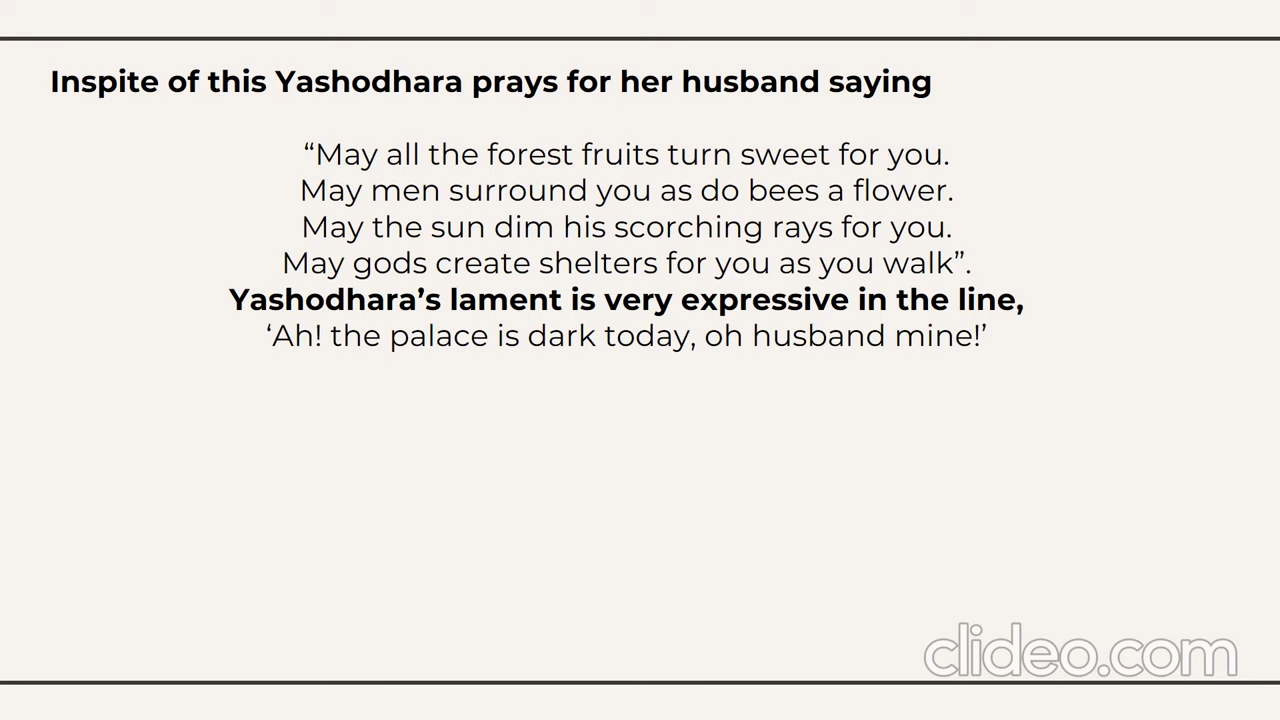 Inspite of this Yashodhara prays for her husband saying
“May all the forest fruits turn sweet for you.
May men surround you as do bees a flower.
May the sun dim his scorching rays for you.
May gods create shelters for you as you walk”.
Yashodhara’s lament is very expressive in the line,
‘Ah! the palace is dark today, oh husband mine!’
clideo.com